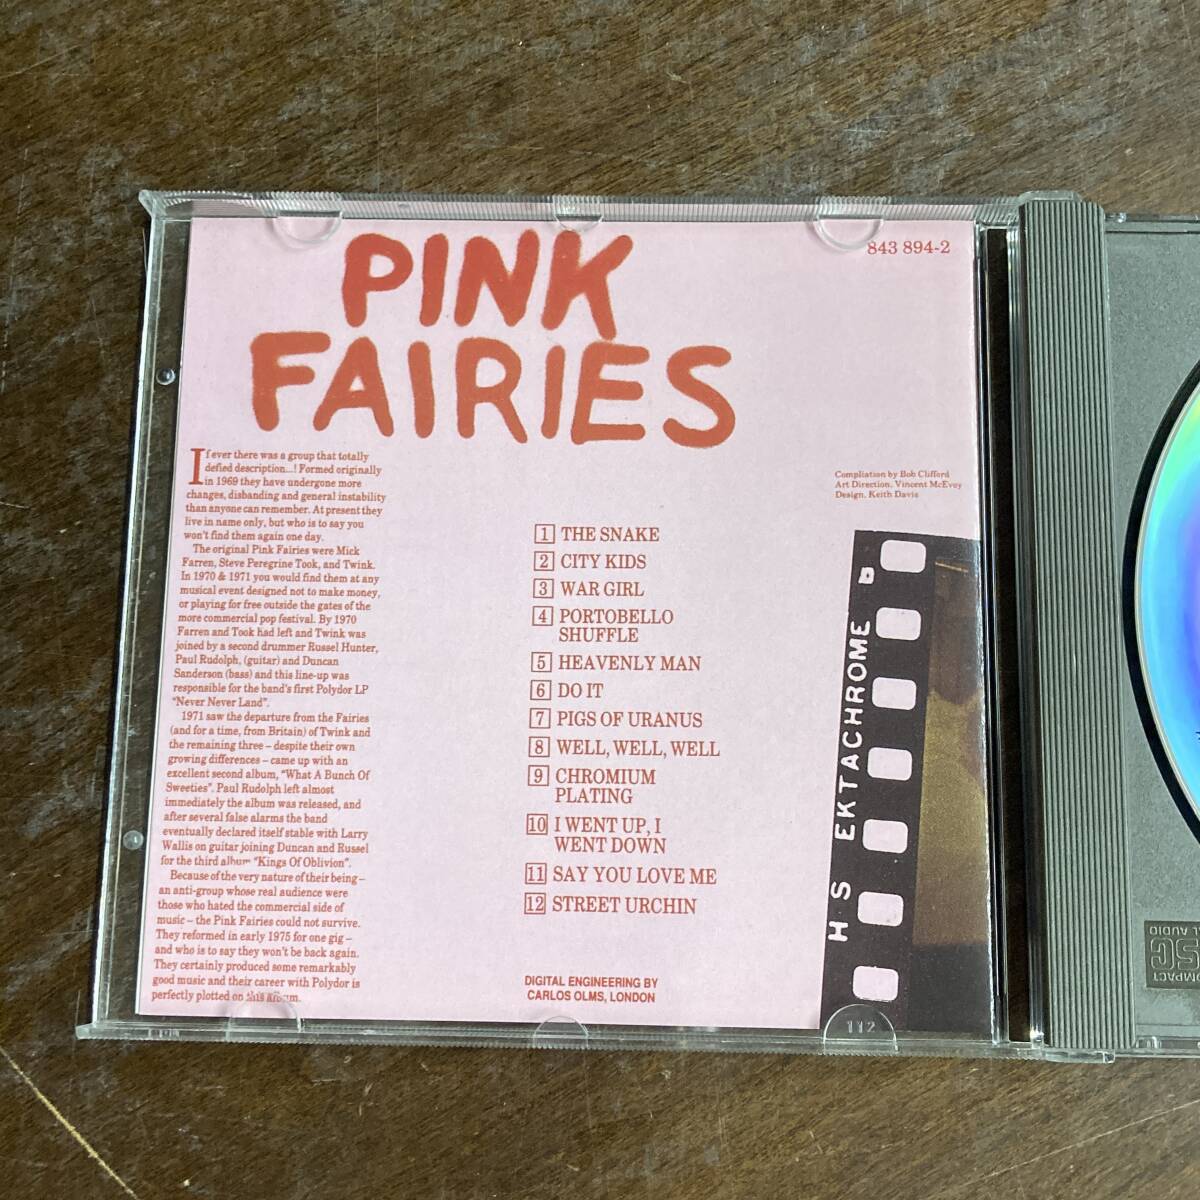 PINK
FAIRIES
843 894-2
If ever there was a group that totally
defied description...! Formed originally
in 1969 they have undergone more
changes, disbanding and general instability
than anyone can remember. At present they
live in name only, but who is to say you
won't find them again one day.
The original Pink Fairies were Mick
Farren, Steve Peregrine Took, and Twink.
In 1970 & 1971 you would find them at any
musical event designed not to make money,
or playing for free outside the gates of the
more commercial pop festival. By 1970
Farren and Took had left and Twink was
joined by a second drummer Russel Hunter,
Paul Rudolph, (guitar) and Duncan
Sanderson (bass) and this line-up was
responsible for the band's first Polydor LP
"Never Never Land".
1971 saw the departure from the Fairies
(and for a time, from Britain) of Twink and
the remaining three – despite their own
growing differences – came up with an
excellent second album, "What A Bunch Of
Sweeties". Paul Rudolph left almost
immediately the album was released, and
after several false alarms the band
eventually declared itself stable with Larry
Wallis on guitar joining Duncan and Russel
for the third album "Kings Of Oblivion".
Because of the very nature of their being –
an anti-group whose real audience were
those who hated the commercial side of
music – the Pink Fairies could not survive.
They reformed in early 1975 for one gig –
and who is to say they won't be back again.
They certainly produced some remarkably
good music and their career with Polydor is
perfectly plotted on this album.
Compliation by Bob Clifford
Art Direction, Vincent McEvoy
Design, Keith Davis
1 THE SNAKE
2 CITY KIDS
3 WAR GIRL
4 PORTOBELLO
SHUFFLE
5 HEAVENLY MAN
6 DO IT
7 PIGS OF URANUS
8 WELL, WELL, WELL
9 CHROMIUM
PLATING
10 I WENT UP, I
WENT DOWN
11 SAY YOU LOVE ME
12 STREET URCHIN
DIGITAL ENGINEERING BY
CARLOS OLMS, LONDON
HS EKTACHROME
112